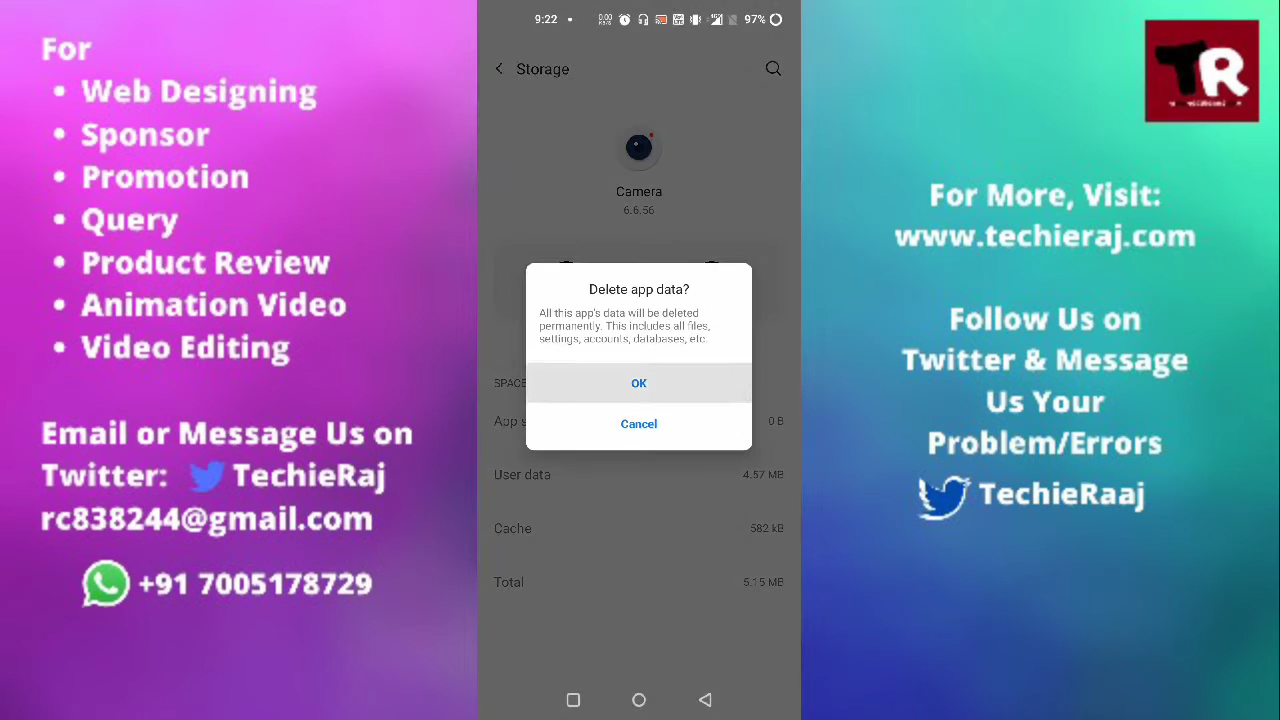 For
• Web Designing
• Sponsor
• Promotion
• Query
• Product Review
• Animation Video
• Video Editing
Email or Message Us on
Twitter: TechieRaj
rc838244@gmail.com
+91 7005178729
9:22 97%
Storage
Camera
6.6.56
Delete app data?
All this app's data will be deleted
permanently. This includes all files,
settings, accounts, databases, etc.
OK
Cancel
SPACE
App s 0 B
User data 4.57 MB
Cache 582 kB
Total 5.15 MB
TR
For More, Visit:
www.techieraj.com
Follow Us on
Twitter & Message
Us Your
Problem/Errors
TechieRaaj